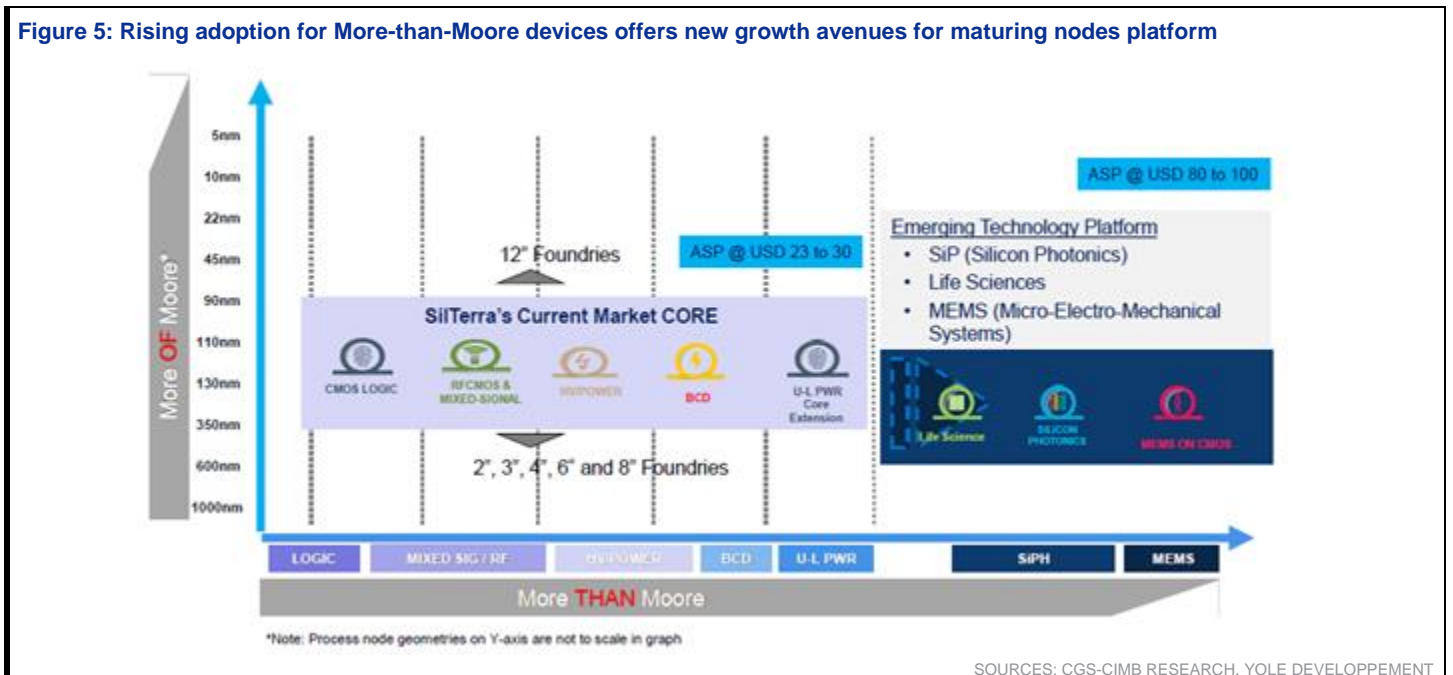 Figure 5: Rising adoption for More-than-Moore devices offers new growth avenues for maturing nodes platform
More OF Moore*
5nm
10nm
22nm
45nm
90nm
110nm
130nm
350nm
600nm
1000nm
12" Foundries
ASP @ USD 23 to 30
ASP @ USD 80 to 100
Emerging Technology Platform
• SiP (Silicon Photonics)
• Life Sciences
• MEMS (Micro-Electro-Mechanical
Systems)
SilTerra's Current Market CORE
CMOS LOGIC
RFCMOS &
MIXED-SIGNAL
HV/POWER
BCD
U-L PWR
Core
Extension
Life Science
SILICON
PHOTONICS
MEMS ON CMOS
2", 3", 4", 6" and 8" Foundries
LOGIC
MIXED SIG / RF
HV/POWER
BCD
U-L PWR
SiPH
MEMS
More THAN Moore
*Note: Process node geometries on Y-axis are not to scale in graph
SOURCES: CGS-CIMB RESEARCH, YOLE DEVELOPPEMENT